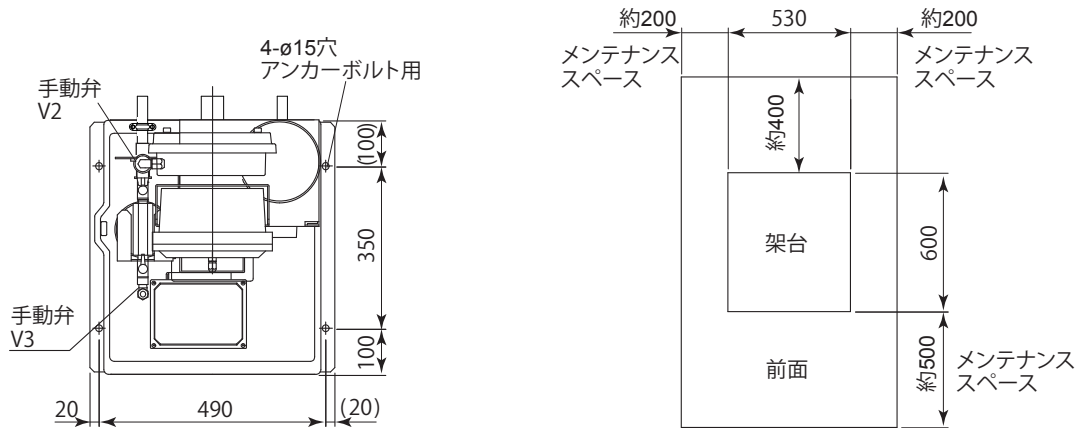 4-ø15穴
アンカーボルト用
手動弁
V2
(100)
350
手動弁
V3
100
20
490
(20)
約200
530
約200
メンテナンス
スペース
メンテナンス
スペース
約400
架台
600
前面
約500
メンテナンス
スペース